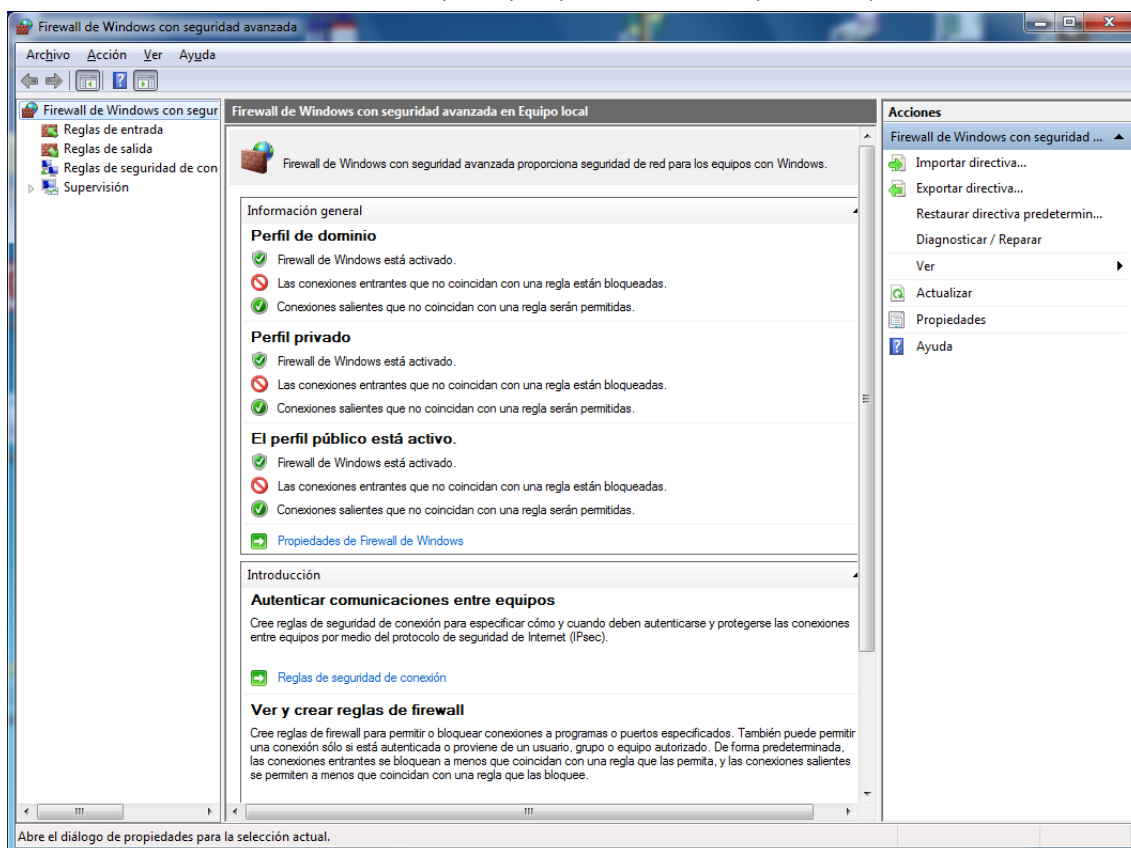 Firewall de Windows con seguridad avanzada
Archivo Acción Ver Ayuda
Firewall de Windows con segur
Reglas de entrada
Reglas de salida
Reglas de seguridad de con
Supervisión
Firewall de Windows con seguridad avanzada en Equipo local
Firewall de Windows con seguridad avanzada proporciona seguridad de red para los equipos con Windows.
Información general
Perfil de dominio
Firewall de Windows está activado.
Las conexiones entrantes que no coincidan con una regla están bloqueadas.
Conexiones salientes que no coincidan con una regla serán permitidas.
Perfil privado
Firewall de Windows está activado.
Las conexiones entrantes que no coincidan con una regla están bloqueadas.
Conexiones salientes que no coincidan con una regla serán permitidas.
El perfil público está activo.
Firewall de Windows está activado.
Las conexiones entrantes que no coincidan con una regla están bloqueadas.
Conexiones salientes que no coincidan con una regla serán permitidas.
Propiedades de Firewall de Windows
Introducción
Autenticar comunicaciones entre equipos
Cree reglas de seguridad de conexión para especificar cómo y cuando deben autenticarse y protegerse las conexiones
entre equipos por medio del protocolo de seguridad de Internet (IPsec).
Reglas de seguridad de conexión
Ver y crear reglas de firewall
Cree reglas de firewall para permitir o bloquear conexiones a programas o puertos especificados. También puede permitir
una conexión sólo si está autenticada o proviene de un usuario, grupo o equipo autorizado. De forma predeterminada,
las conexiones entrantes se bloquean a menos que coincidan con una regla que las permita, y las conexiones salientes
se permiten a menos que coincidan con una regla que las bloquee.
Acciones
Firewall de Windows con seguridad ...
Importar directiva...
Exportar directiva...
Restaurar directiva predetermin...
Diagnosticar / Reparar
Ver
Actualizar
Propiedades
Ayuda
Abre el diálogo de propiedades para la selección actual.